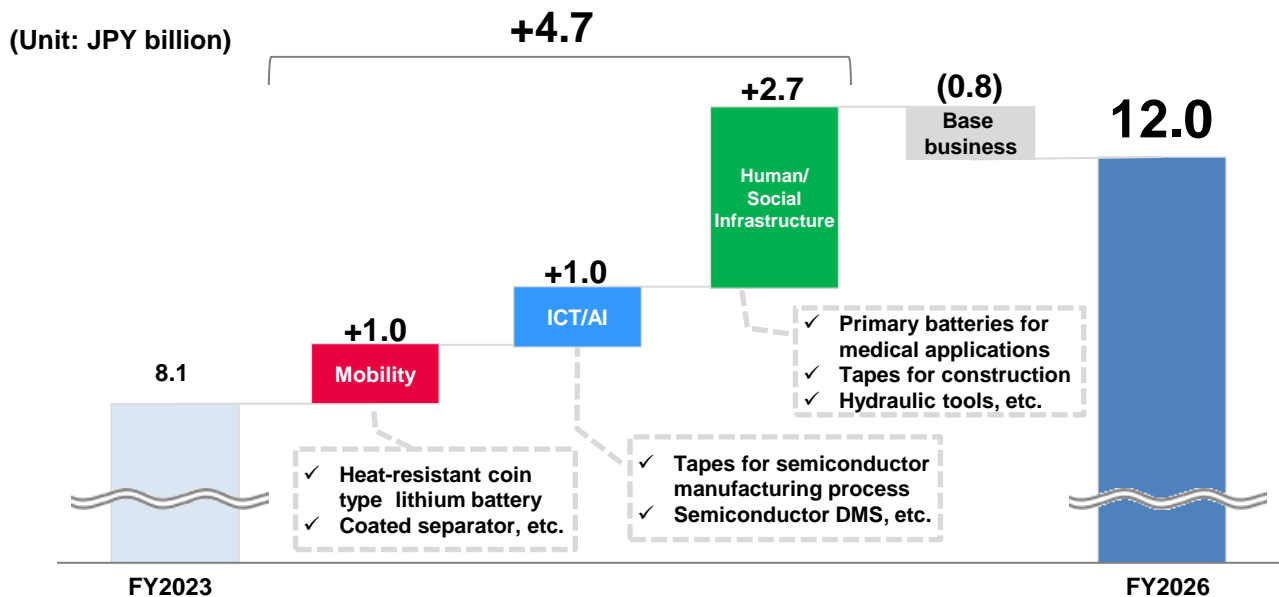 (Unit: JPY billion)
+4.7
8.1
+1.0
Mobility
+1.0
ICT/AI
+2.7
Human/
Social
Infrastructure
(0.8)
Base
business
12.0
✓ Heat-resistant coin
type lithium battery
✓ Coated separator, etc.
✓ Tapes for semiconductor
manufacturing process
✓ Semiconductor DMS, etc.
✓ Primary batteries for
medical applications
✓ Tapes for construction
✓ Hydraulic tools, etc.
FY2023
FY2026